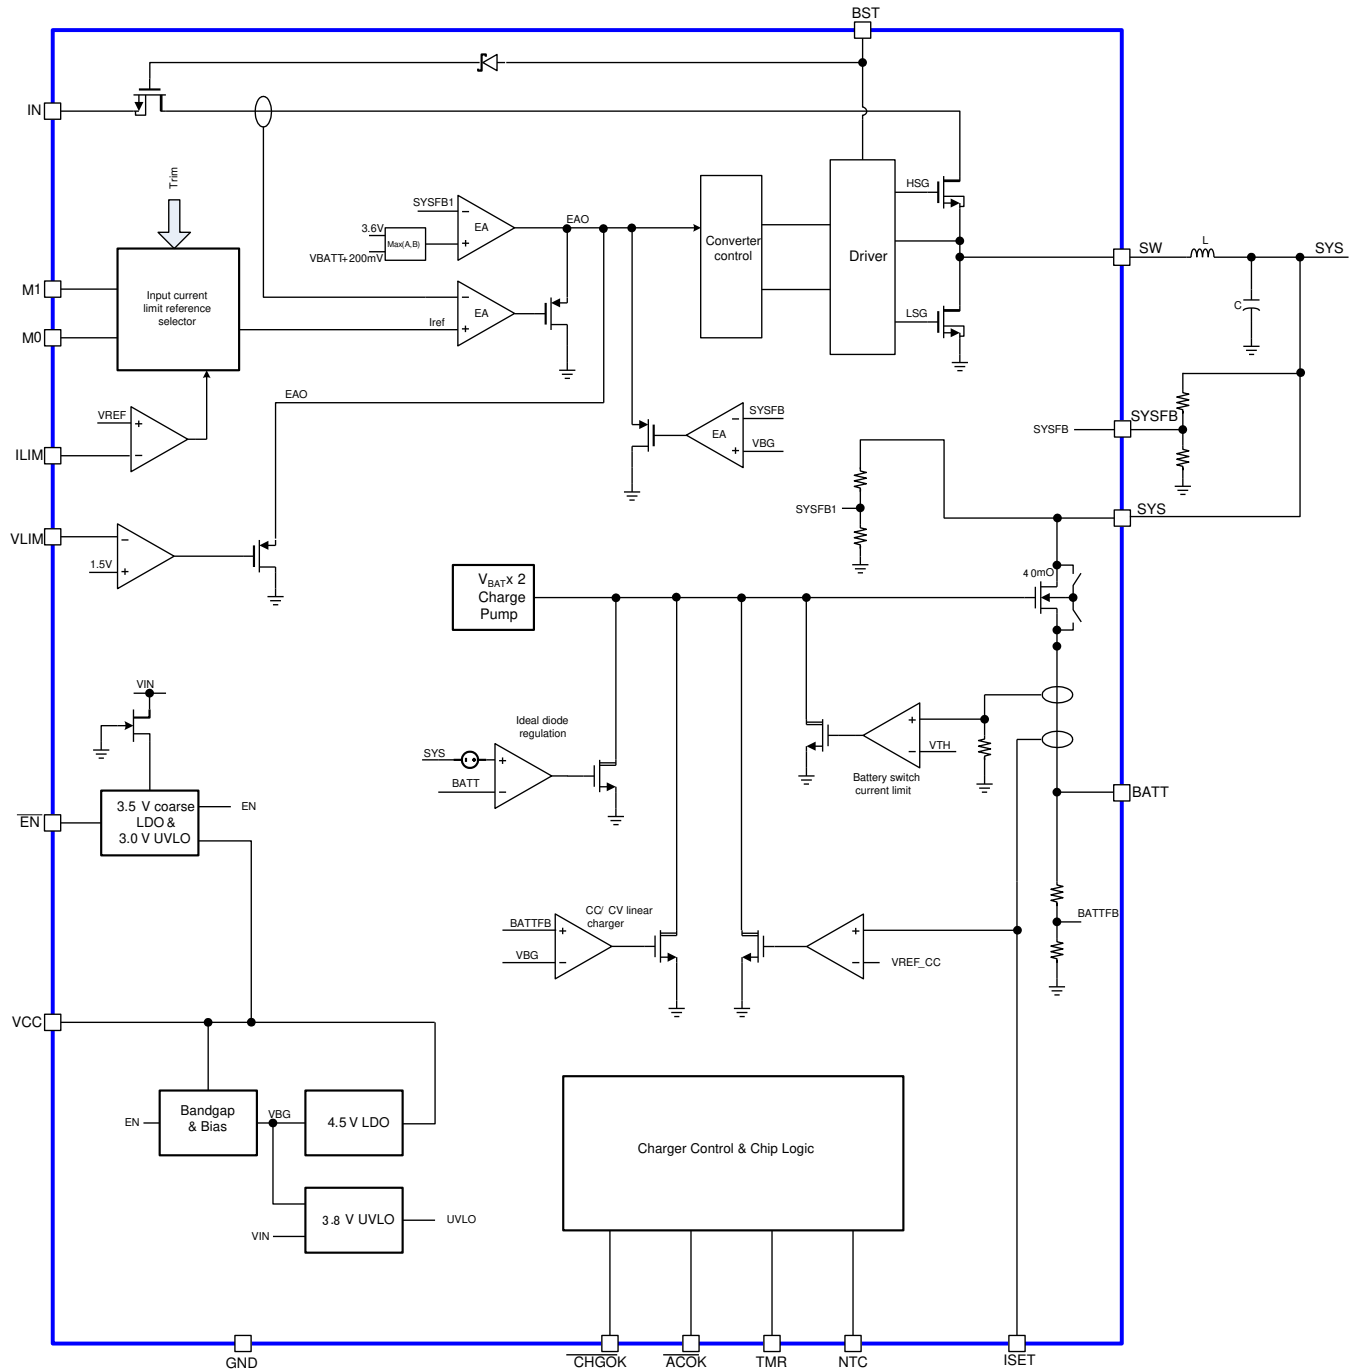 BST
IN
Trim
HSG
SYSFB1
EA
EAO
3.6V
Max(A,B)
VBATT+200mV
Converter
control
Driver
SW
L
SYS
M1
Input current
limit reference
selector
EA
Iref
M0
LSG
C
EAO
VREF
ILIM
SYSFB
EA
VBG
SYSFB
SYSFB
SYSFB1
SYS
VLIM
1.5V
VBAT x 2
Charge
Pump
40mΩ
VIN
Ideal diode
regulation
SYS
BATT
VTH
Battery switch
current limit
BATT
EN
3.5 V coarse
LDO &
3.0 V UVLO
EN
CC/ CV linear
charger
BATTFB
VBG
VREF_CC
BATTFB
VCC
EN
Bandgap
& Bias
VBG
4.5 V LDO
Charger Control & Chip Logic
3.8 V UVLO
UVLO
VIN
GND
CHGOK
ACOK
TMR
NTC
ISET